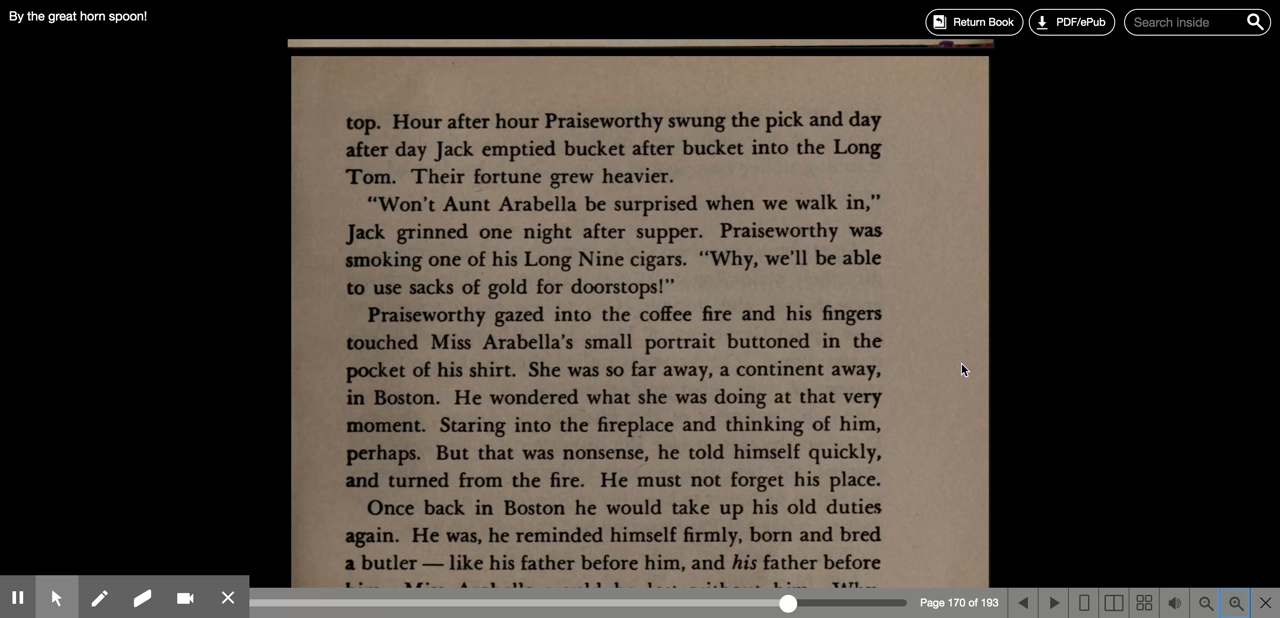 By the great horn spoon!
Return Book
PDF/ePub
Search inside
top. Hour after hour Praiseworthy swung the pick and day
after day Jack emptied bucket after bucket into the Long
Tom. Their fortune grew heavier.
“Won’t Aunt Arabella be surprised when we walk in,”
Jack grinned one night after supper. Praiseworthy was
smoking one of his Long Nine cigars. “Why, we’ll be able
to use sacks of gold for doorstops!”
Praiseworthy gazed into the coffee fire and his fingers
touched Miss Arabella’s small portrait buttoned in the
pocket of his shirt. She was so far away, a continent away,
in Boston. He wondered what she was doing at that very
moment. Staring into the fireplace and thinking of him,
perhaps. But that was nonsense, he told himself quickly,
and turned from the fire. He must not forget his place.
Once back in Boston he would take up his old duties
again. He was, he reminded himself firmly, born and bred
a butler — like his father before him, and his father before
Page 170 of 193